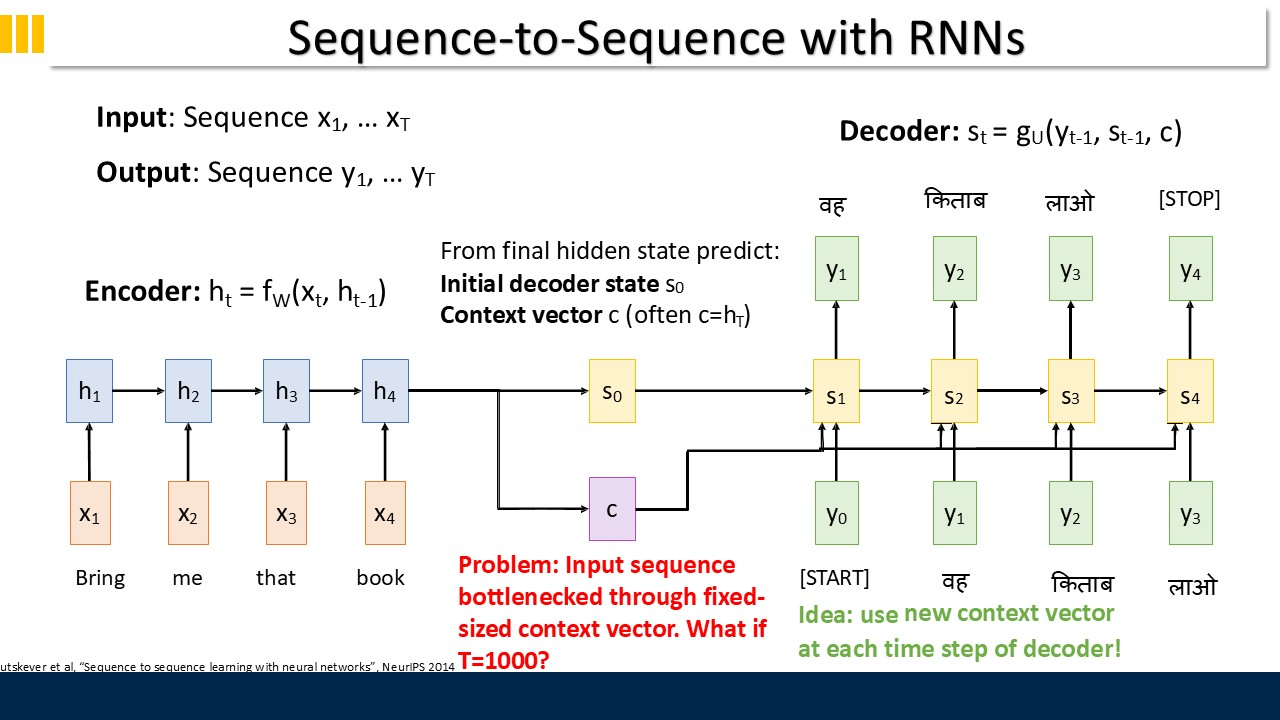 Sequence-to-Sequence with RNNs
Input: Sequence x1, … xT
Output: Sequence y1, … yT
Decoder: st = gU(yt-1, st-1, c)
Encoder: ht = fW(xt, ht-1)
From final hidden state predict:
Initial decoder state s0
Context vector c (often c=hT)
वह किताब लाओ [STOP]
y1 y2 y3 y4
h1 h2 h3 h4 s0 s1 s2 s3 s4
x1 x2 x3 x4 c y0 y1 y2 y3
Bring me that book
[START] वह किताब लाओ
Problem: Input sequence
bottlenecked through fixed-
sized context vector. What if
T=1000?
Idea: use new context vector
at each time step of decoder!
utskever et al, “Sequence to sequence learning with neural networks”, NeurIPS 2014